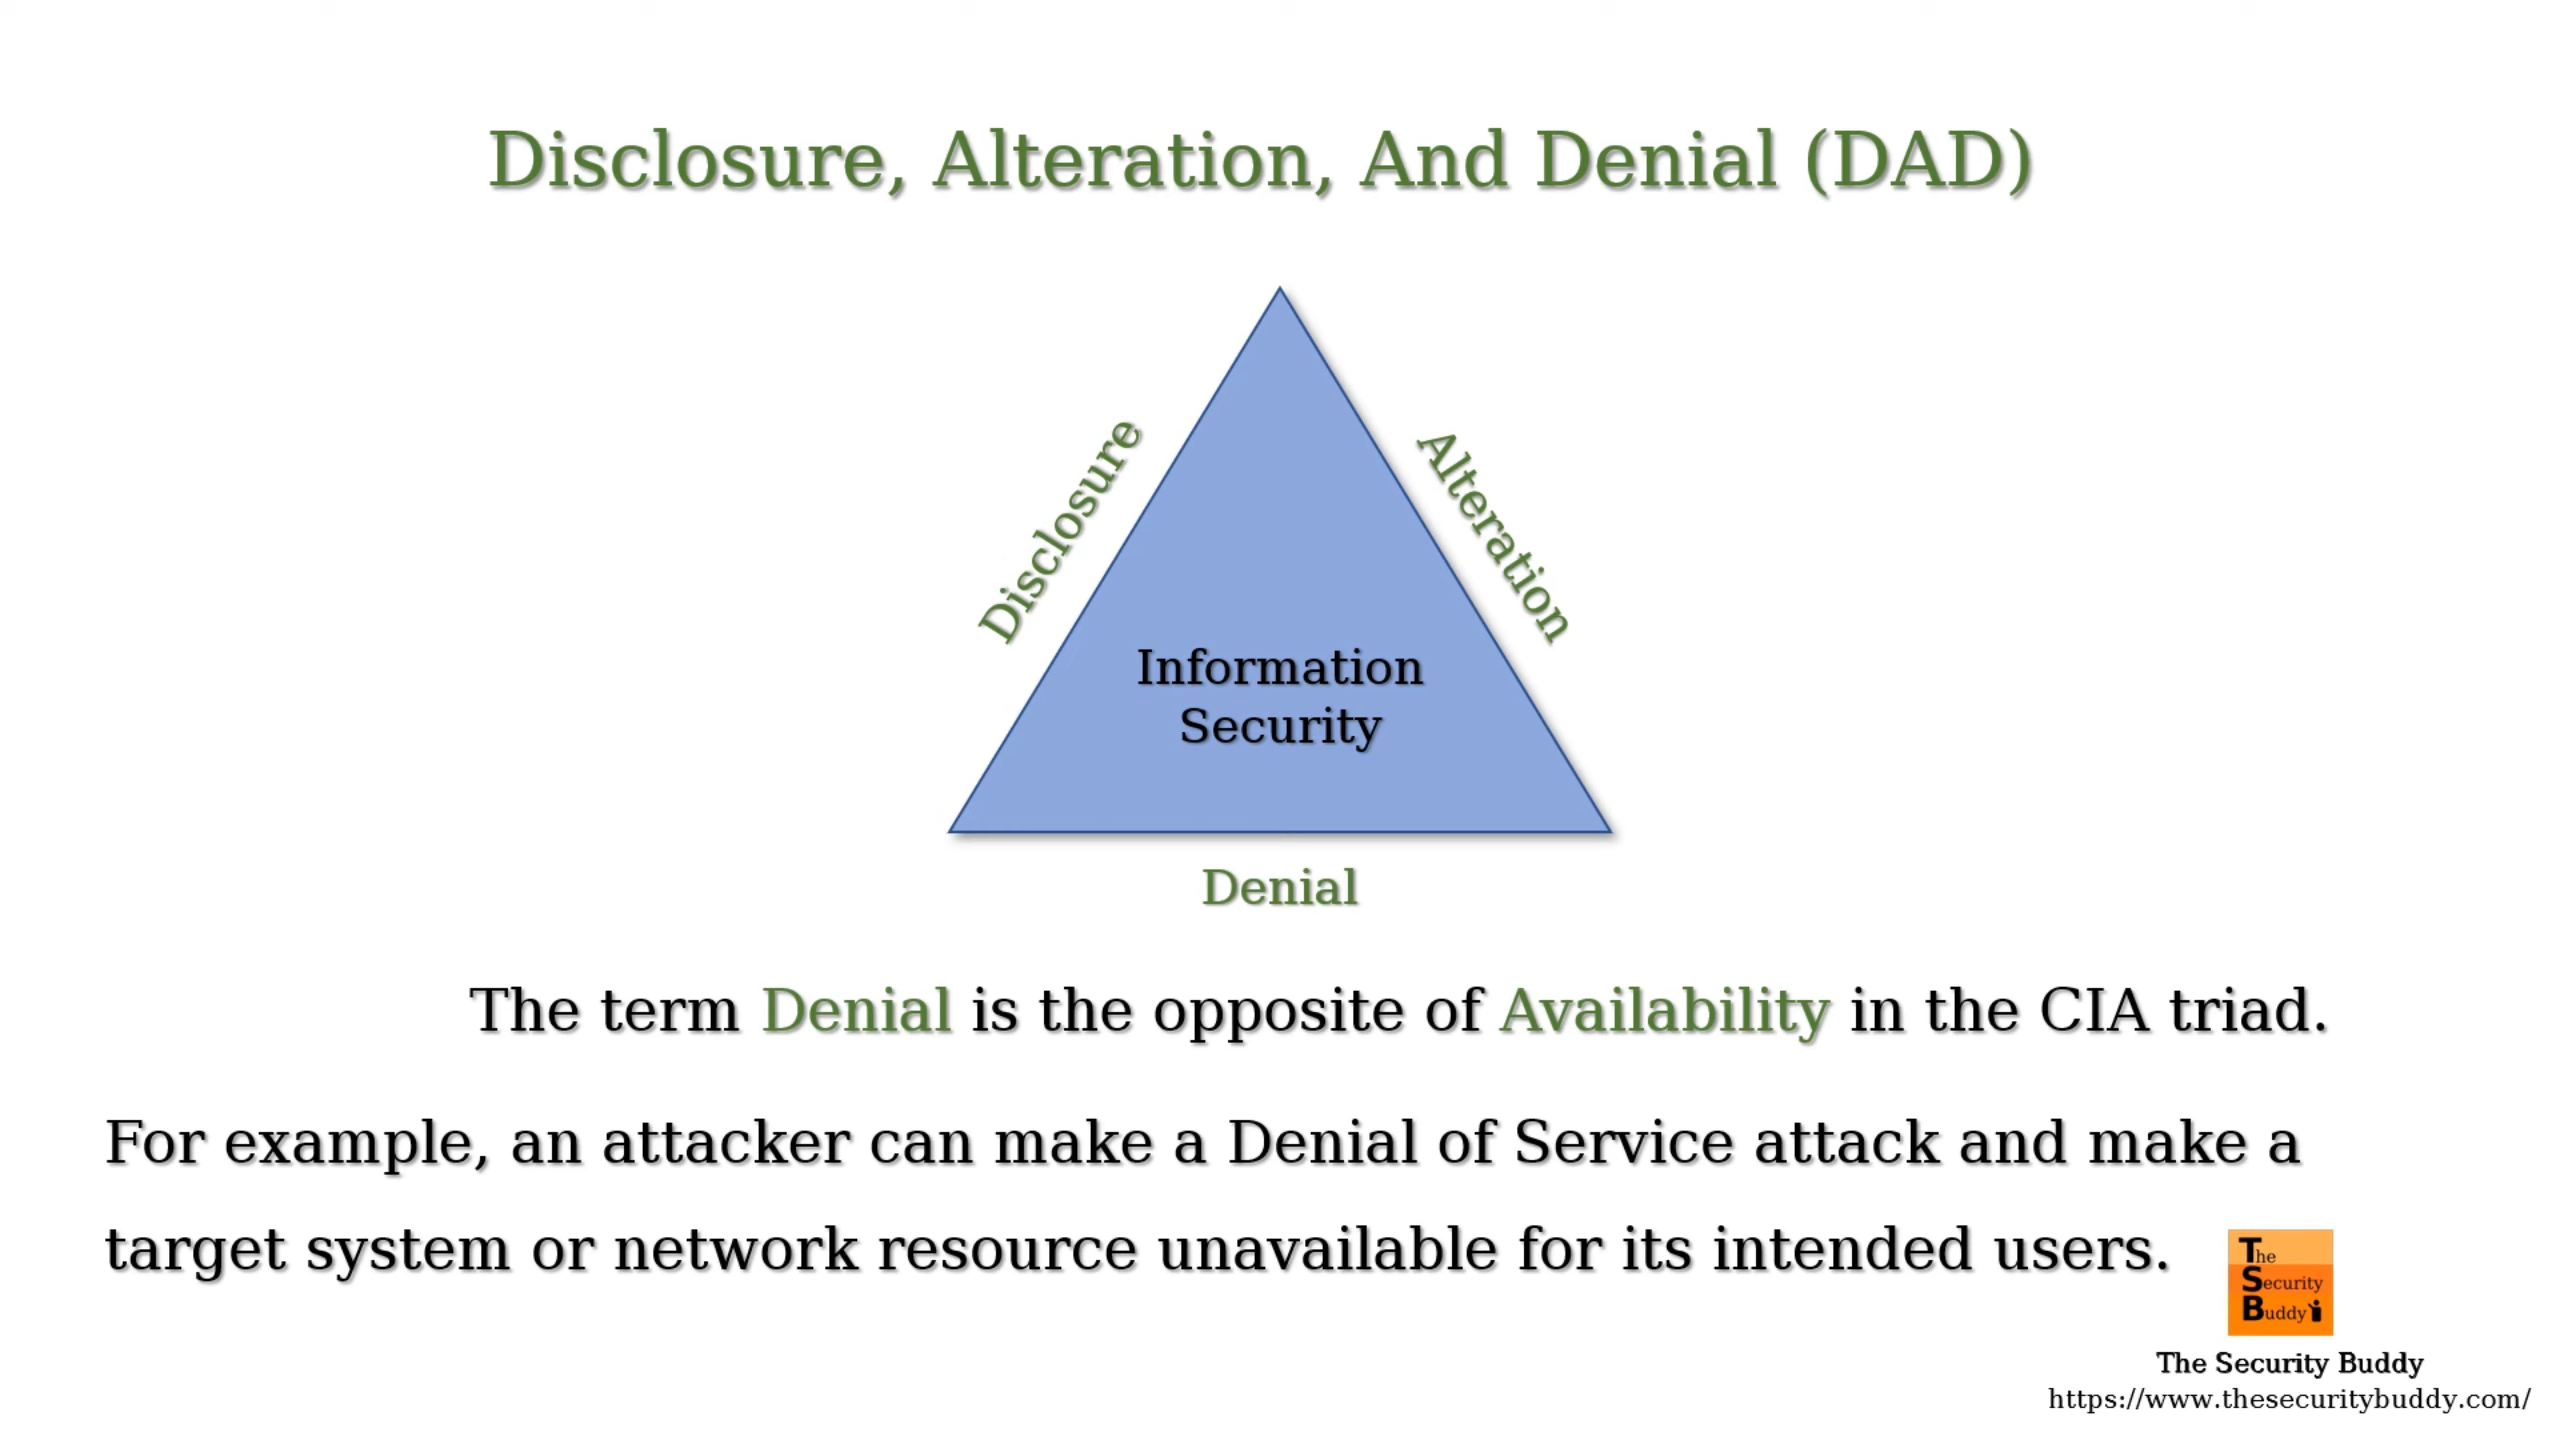 Disclosure, Alteration, And Denial (DAD)
Disclosure
Alteration
Information
Security
Denial
The term Denial is the opposite of Availability in the CIA triad.
For example, an attacker can make a Denial of Service attack and make a
target system or network resource unavailable for its intended users.
The
Security
Buddy
The Security Buddy
https://www.thesecuritybuddy.com/